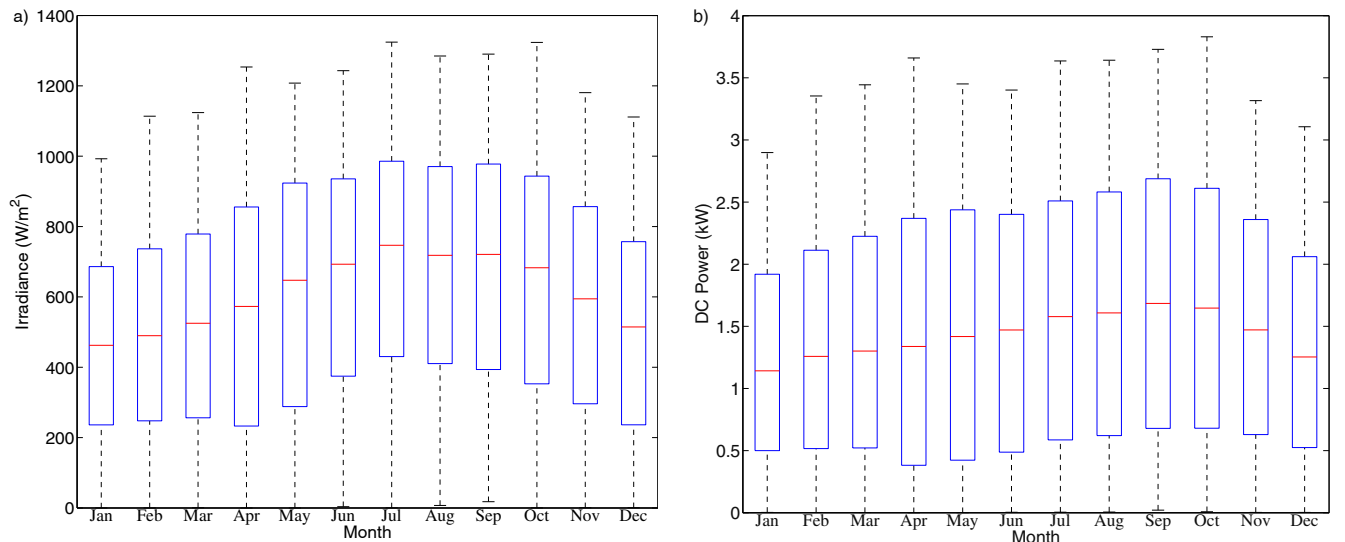 a)
1400
1200
1000
800
600
400
200
0
Irradiance (W/m²)
Jan Feb Mar Apr May Jun Jul Aug Sep Oct Nov Dec
Month
b)
4
3.5
3
2.5
2
1.5
1
0.5
0
DC Power (kW)
Jan Feb Mar Apr May Jun Jul Aug Sep Oct Nov Dec
Month